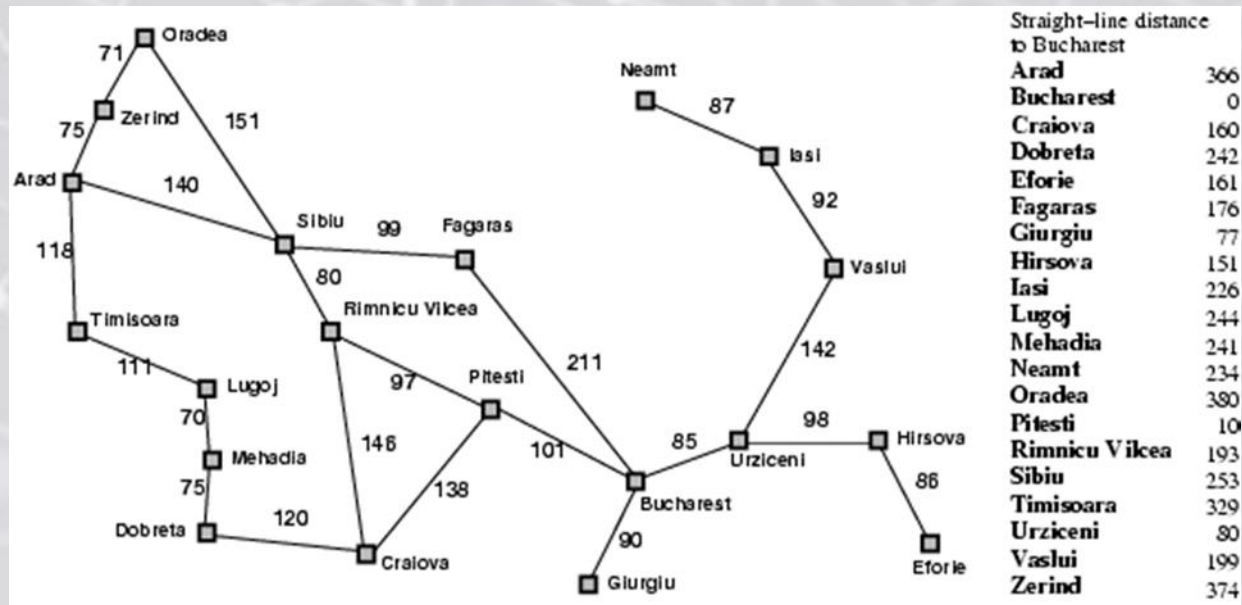 Oradea
71
Neamt
87
Zerind
151
75
Iasi
Arad
140
92
Sibiu
99
Fagaras
118
80
Vaslui
Rimnicu Vilcea
Timisoara
142
111
211
Lugoj
97
Pitesti
70
98
Hirsova
146
101
85
Urziceni
Mehadia
86
75
138
Bucharest
120
Dobreta
90
Craiova
Eforie
Giurgiu
Straight-line distance
to Bucharest
Arad 366
Bucharest 0
Craiova 160
Dobreta 242
Eforie 161
Fagaras 176
Giurgiu 77
Hirsova 151
Iasi 226
Lugoj 244
Mehadia 241
Neamt 234
Oradea 380
Pitesti 10
Rimnicu Vilcea 193
Sibiu 253
Timisoara 329
Urziceni 80
Vaslui 199
Zerind 374